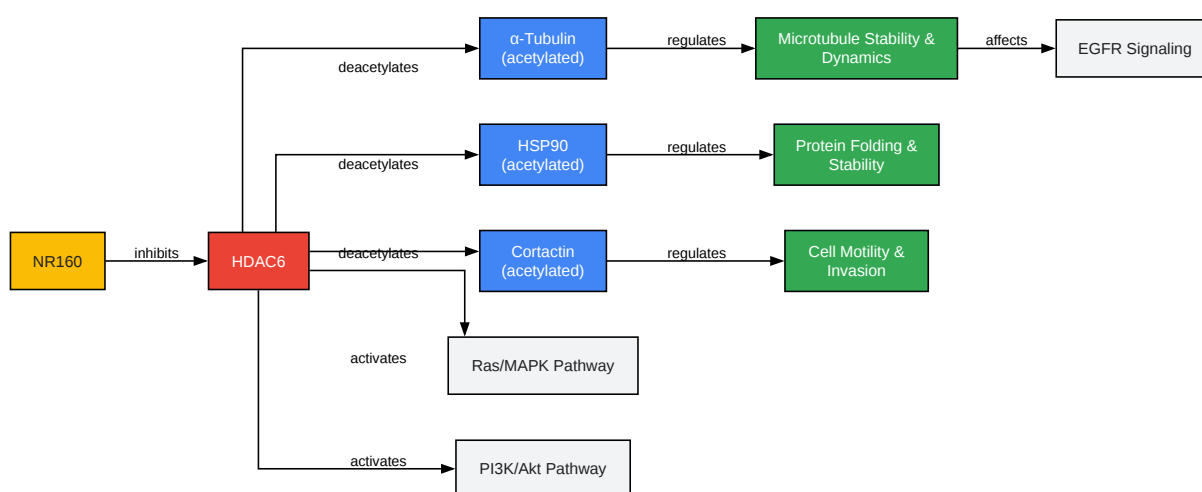 α-Tubulin
(acetylated)
regulates
Microtubule Stability &
Dynamics
affects
EGFR Signaling
deacetylates
HSP90
(acetylated)
regulates
Protein Folding &
Stability
deacetylates
NR160
inhibits
HDAC6
deacetylates
Cortactin
(acetylated)
regulates
Cell Motility &
Invasion
activates
Ras/MAPK Pathway
activates
PI3K/Akt Pathway